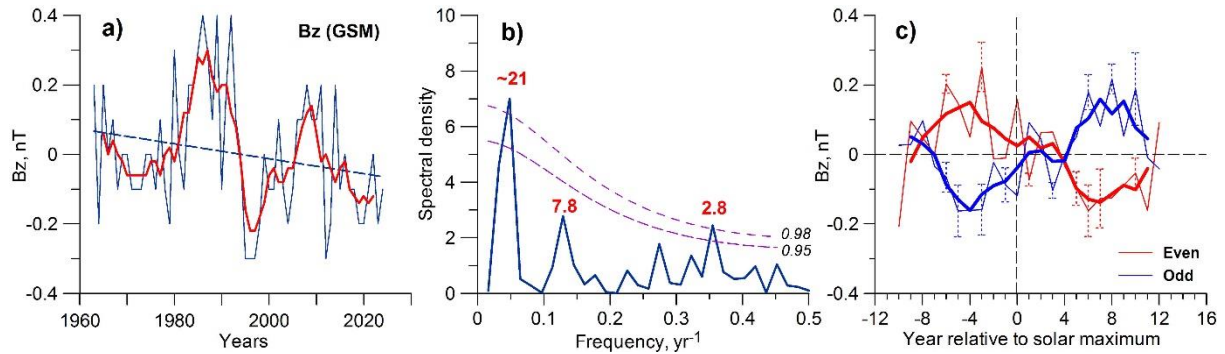 a) Bz (GSM)
Bz, nT
0.4
0.2
0
-0.2
-0.4
1960 1980 2000 2020
Years
b)
Spectral density
10
8
6
4
2
0
~21
7.8
2.8
0.98
0.95
0 0.1 0.2 0.3 0.4 0.5
Frequency, yr-1
c)
Bz, nT
0.4
0.2
0
-0.2
-0.4
Even
Odd
-12 -8 -4 0 4 8 12 16
Year relative to solar maximum